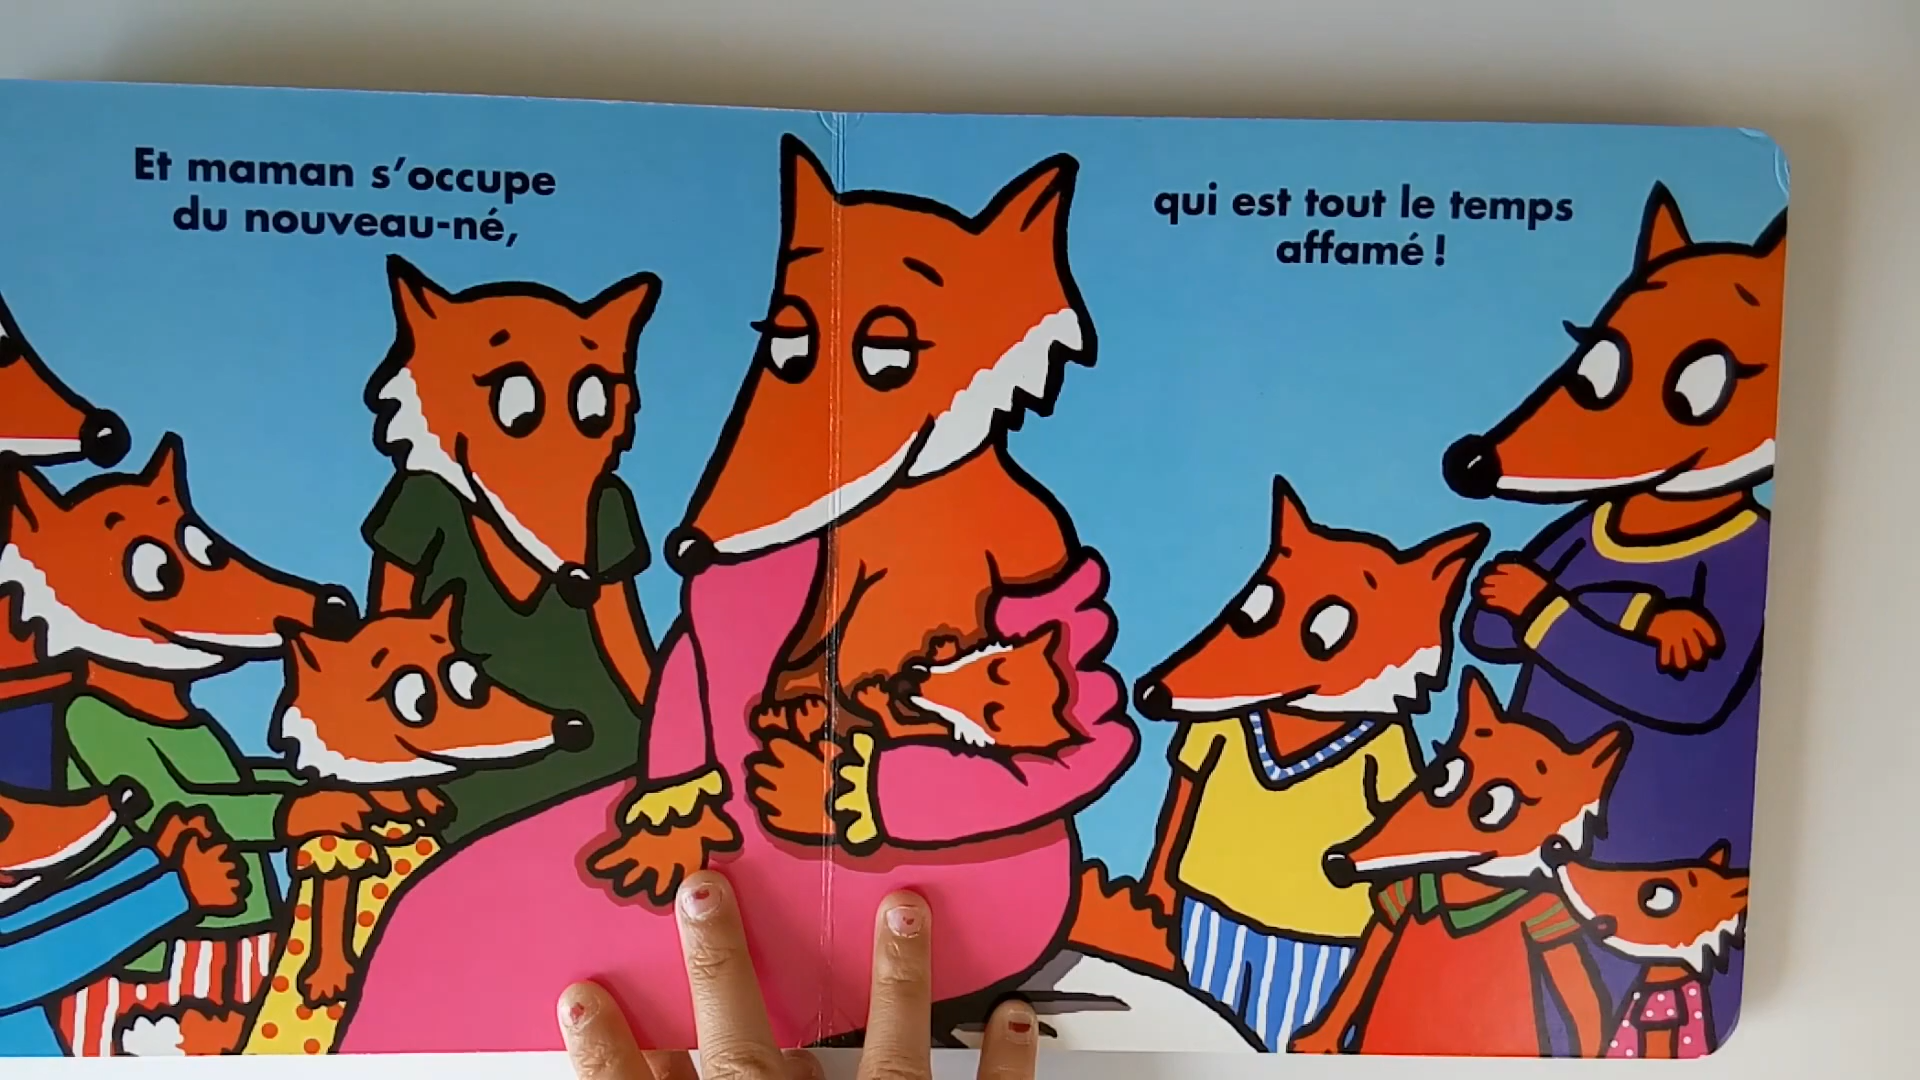 Et maman s'occupe
du nouveau-né,
qui est tout le temps
affamé !